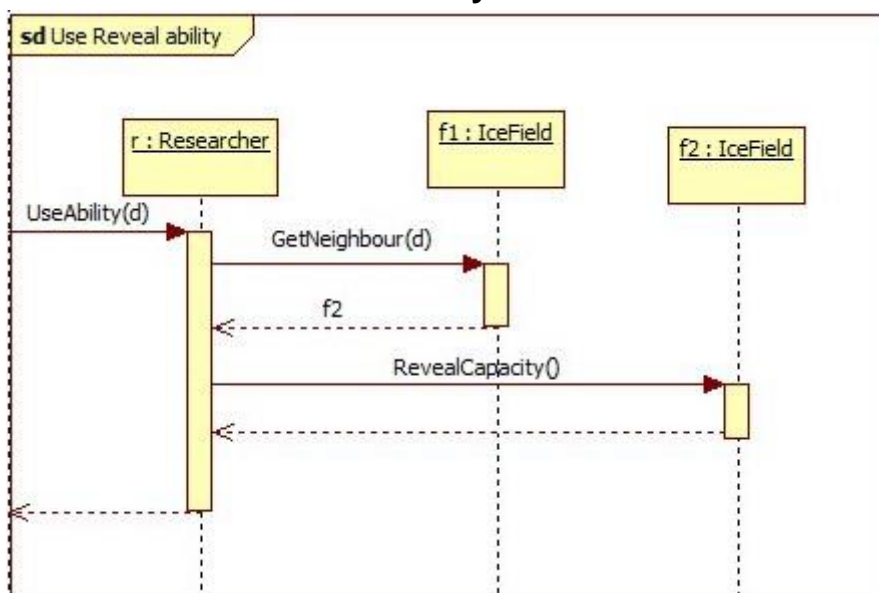 sd Use Reveal ability
r : Researcher
f1 : IceField
f2 : IceField
UseAbility(d)
GetNeighbour(d)
f2
RevealCapacity()